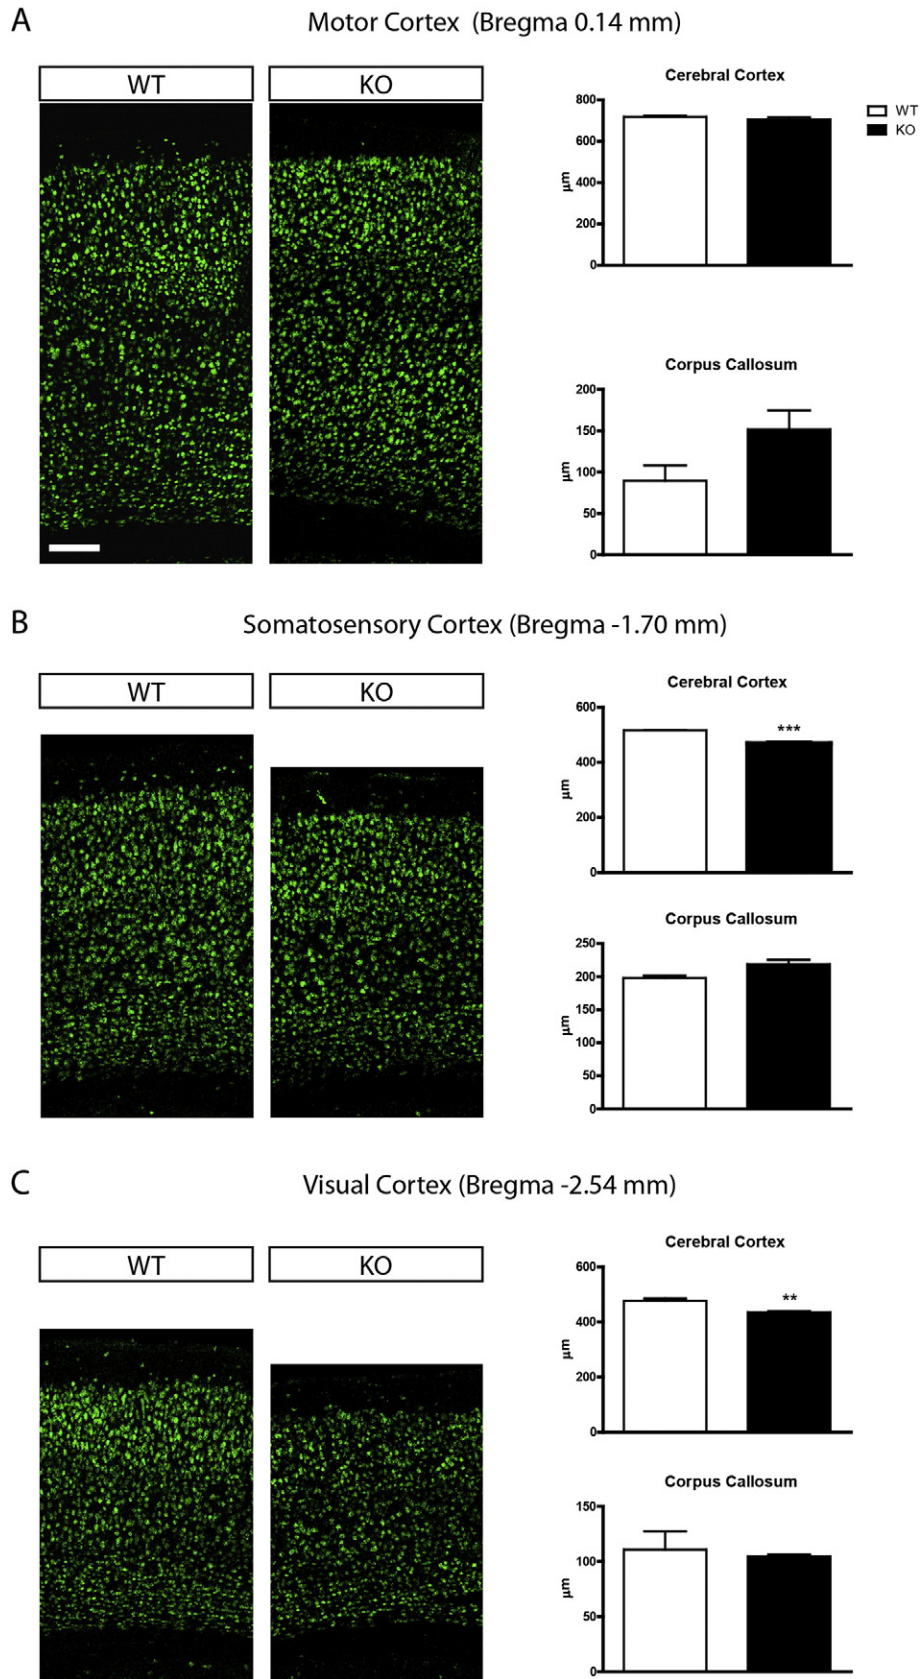 A
Motor Cortex (Bregma 0.14 mm)
WT
KO
Cerebral Cortex
800
600
400
200
0
µm
WT
KO
Corpus Callosum
200
150
100
50
0
µm
B
Somatosensory Cortex (Bregma -1.70 mm)
WT
KO
Cerebral Cortex
600
400
200
0
µm
***
Corpus Callosum
250
200
150
100
50
0
µm
C
Visual Cortex (Bregma -2.54 mm)
WT
KO
Cerebral Cortex
600
400
200
0
µm
**
Corpus Callosum
150
100
50
0
µm